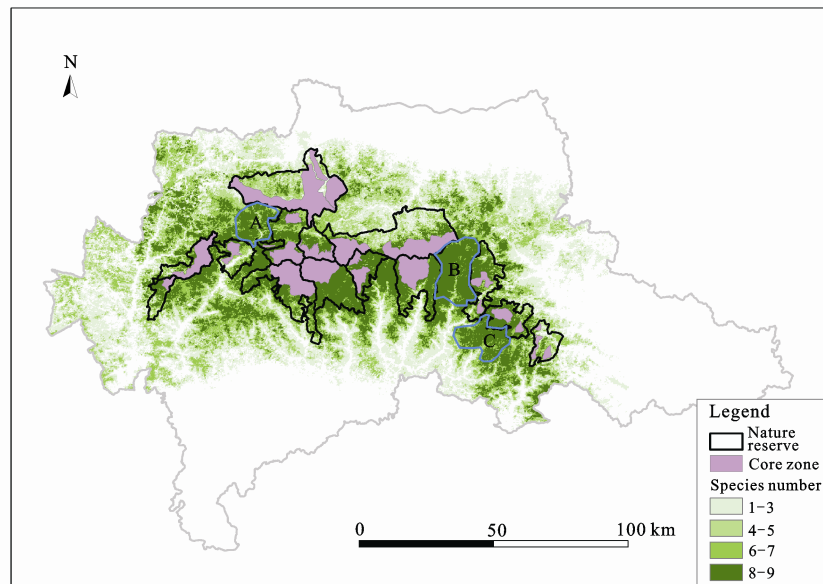 N
A
B
C
Legend
Nature
reserve
Core zone
Species number
1-3
4-5
6-7
8-9
0 50 100 km